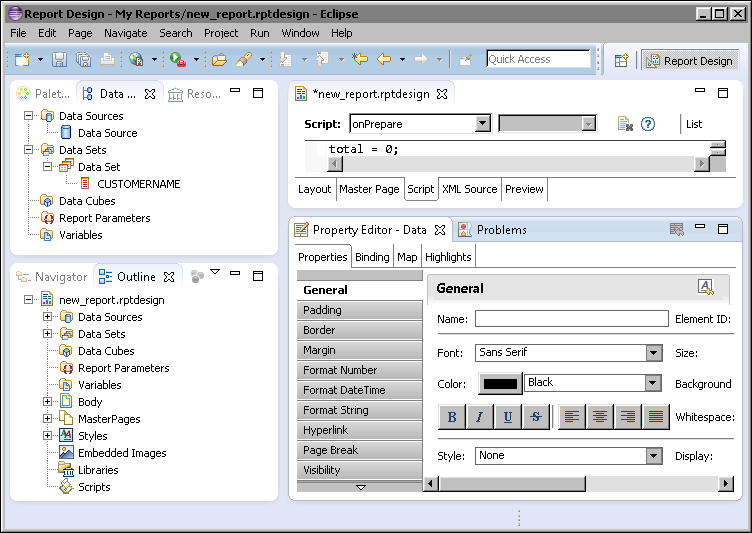 Report Design - My Reports/new_report.rptdesign - Eclipse
File Edit Page Navigate Search Project Run Window Help
Quick Access
Report Design
Palet...
Data ...
Reso...
Data Sources
Data Source
Data Sets
Data Set
CUSTOMERNAME
Data Cubes
Report Parameters
Variables
Navigator
Outline
new_report.rptdesign
Data Sources
Data Sets
Data Cubes
Report Parameters
Variables
Body
MasterPages
Styles
Embedded Images
Libraries
Scripts
*new_report.rptdesign
Script: onPrepare List
total = 0;
Layout Master Page Script XML Source Preview
Property Editor - Data
Problems
Properties Binding Map Highlights
General
Padding
Border
Margin
Format Number
Format DateTime
Format String
Hyperlink
Page Break
Visibility
General
Name: Element ID:
Font: Sans Serif Size:
Color: Black Background
B I U S Whitespace:
Style: None Display: